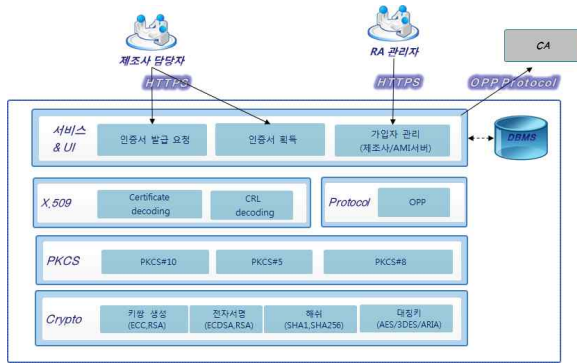 제조사 담당자
RA 관리자
CA
HTTPS
HTTPS
OPP Protocol
서비스
& UI
인증서 발급 요청
인증서 획득
가입자 관리
(제조사/AMI서버)
DBMS
X.509
Certificate
decoding
CRL
decoding
Protocol
OPP
PKCS
PKCS#10
PKCS#5
PKCS#8
Crypto
키쌍 생성
(ECC,RSA)
전자서명
(ECDSA,RSA)
해쉬
(SHA1,SHA256)
대칭키
(AES/3DES/ARIA)